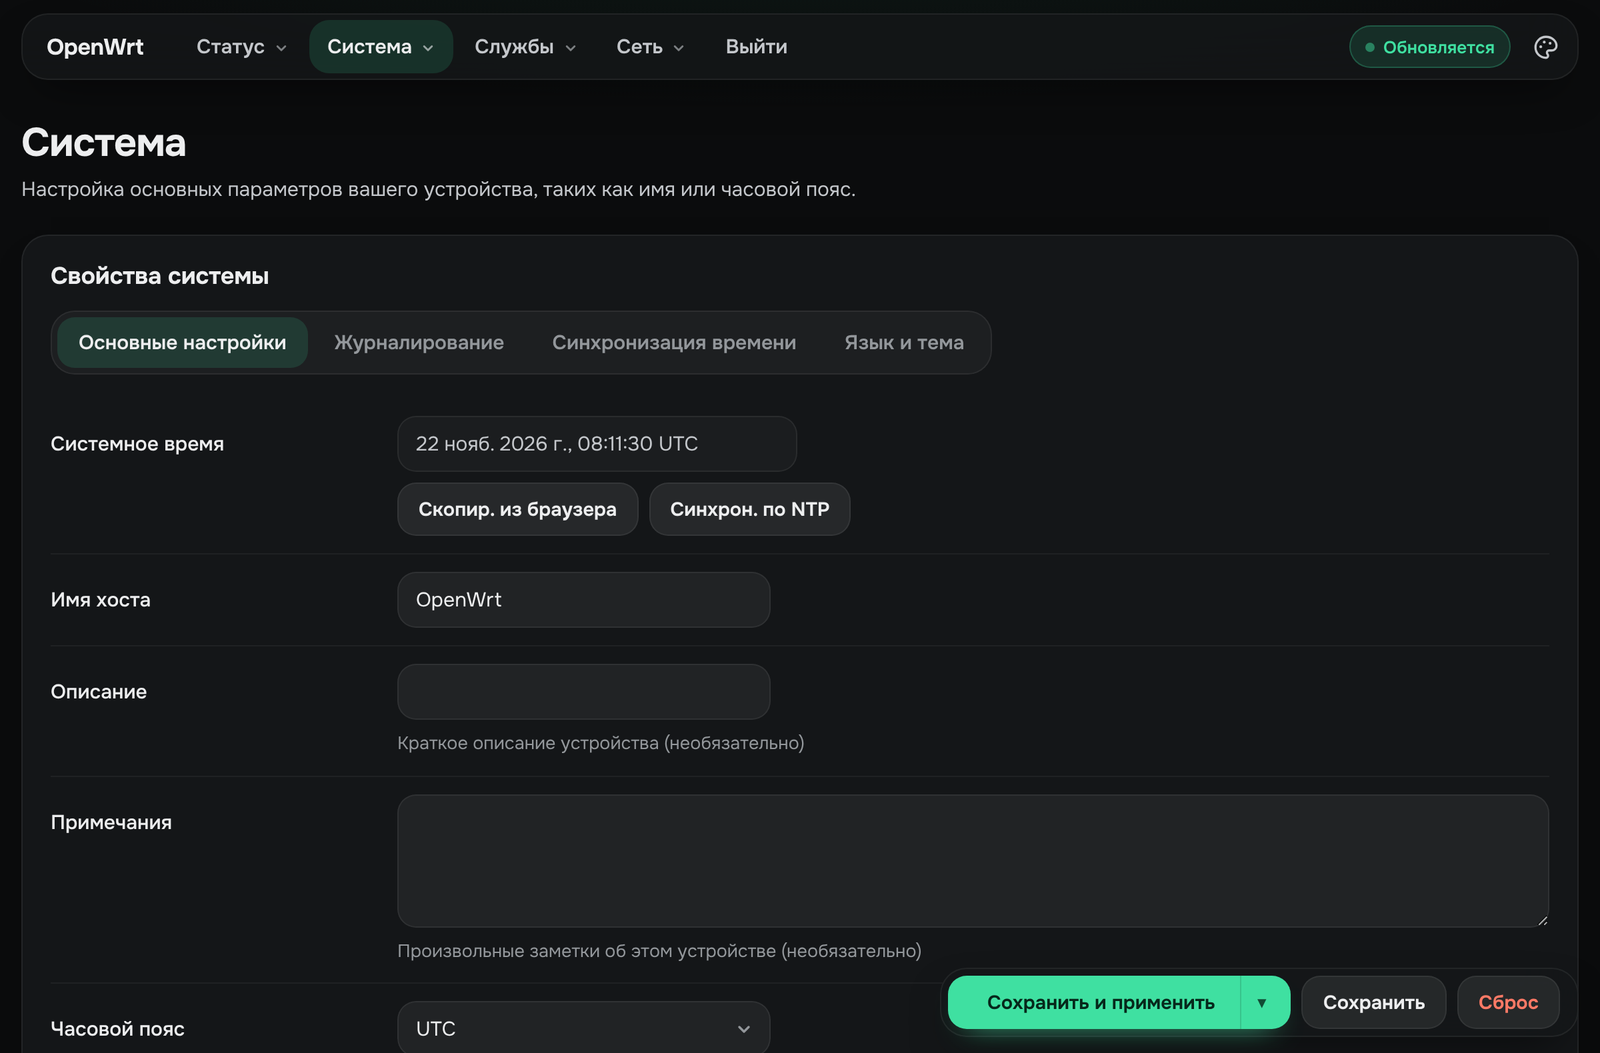 OpenWrt
Статус
Система
Службы
Сеть
Выйти
Обновляется
Система
Настройка основных параметров вашего устройства, таких как имя или часовой пояс.
Свойства системы
Основные настройки
Журналирование
Синхронизация времени
Язык и тема
Системное время
22 нояб. 2026 г., 08:11:30 UTC
Скопир. из браузера
Синхрон. по NTP
Имя хоста
OpenWrt
Описание
Краткое описание устройства (необязательно)
Примечания
Произвольные заметки об этом устройстве (необязательно)
Сохранить и применить
Сохранить
Сброс
Часовой пояс
UTC